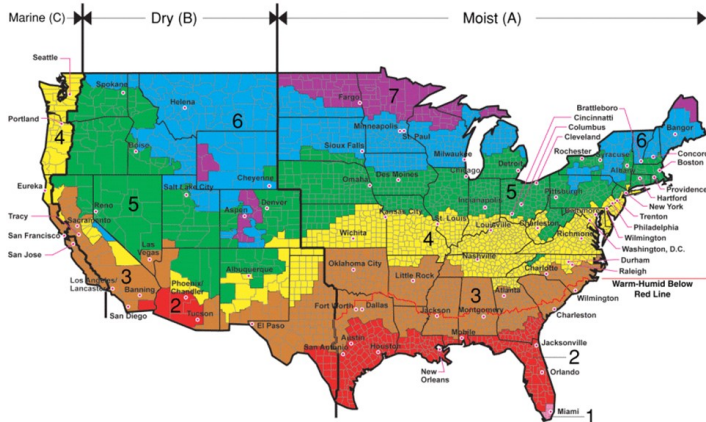 Marine (C)
Dry (B)
Moist (A)
Seattle
Spokane
Portland
4
Helena
6
Fargo
7
Minneapolis
St. Paul
Brattleboro
Cincinnatti
Columbus
Cleveland
6
Bangor
Concord
Boston
Boise
Sioux Falls
Milwaukee
Detroit
Rochester
Syracuse
Albany
Providence
Hartford
New York
Eureka
Reno
5
Salt Lake City
Cheyenne
Aspen
Denver
Omaha
Des Moines
Chicago
Indianapolis
5
Pittsburgh
Baltimore
Trenton
Philadelphia
Wilmington
Washington, D.C.
Tracy
Sacramento
San Francisco
San Jose
Las
Vegas
Wichita
Kansas City
St. Louis
4
Louisville
Charleston
Richmond
Durham
Raleigh
3
Los Angeles/
Lancaster
Banning
San Diego
2
Phoenix/
Chandler
Tucson
Albuquerque
El Paso
Oklahoma City
Little Rock
Nashville
Charlotte
Atlanta
3
Warm-Humid Below
Red Line
Wilmington
Charleston
Fort Worth
Dallas
Jackson
Montgomery
Mobile
Austin
San Antonio
Houston
New
Orleans
Jacksonville
2
Orlando
Miami
1